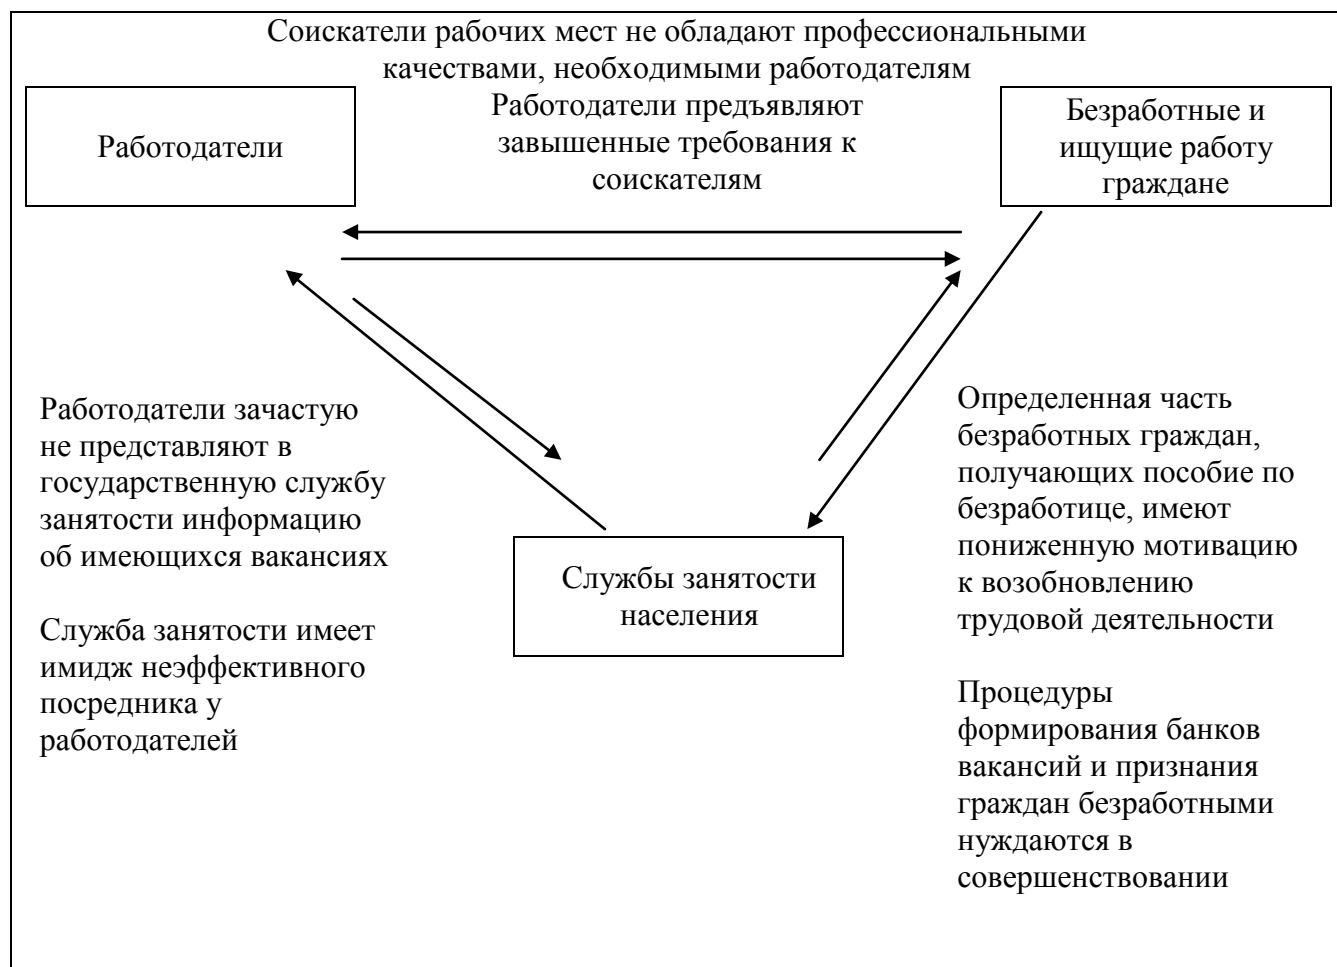 Соискатели рабочих мест не обладают профессиональными
качествами, необходимыми работодателям
Работодатели предъявляют
завышенные требования к
соискателям
Работодатели
Безработные и
ищущие работу
граждане
Работодатели зачастую
не представляют в
государственную службу
занятости информацию
об имеющихся вакансиях
Служба занятости имеет
имидж неэффективного
посредника у
работодателей
Службы занятости
населения
Определенная часть
безработных граждан,
получающих пособие по
безработице, имеют
пониженную мотивацию
к возобновлению
трудовой деятельности
Процедуры
формирования банков
вакансий и признания
граждан безработными
нуждаются в
совершенствовании